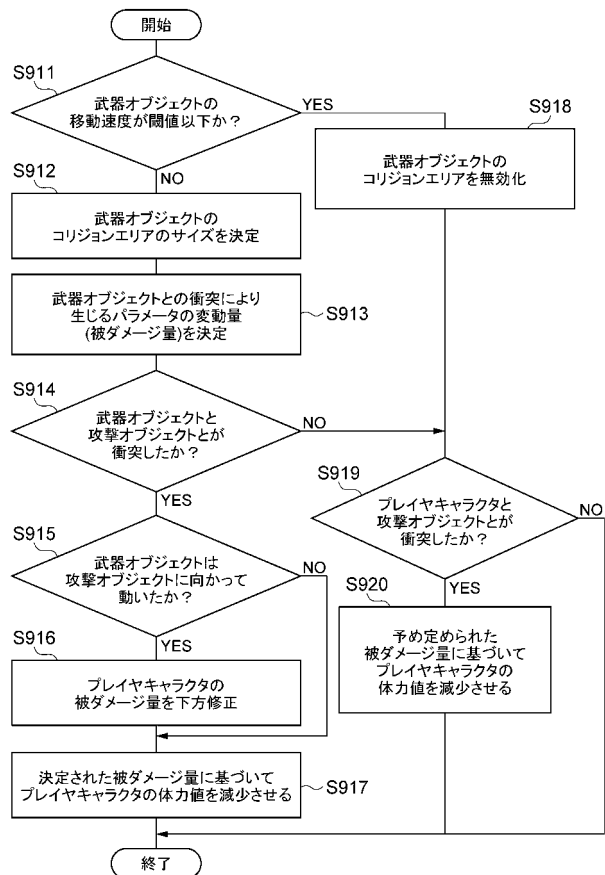 開始
S911
武器オブジェクトの
移動速度が閾値以下か？
YES
NO
S918
武器オブジェクトの
コリジョンエリアを無効化
S912
武器オブジェクトの
コリジョンエリアのサイズを決定
武器オブジェクトとの衝突により
生じるパラメータの変動量
(被ダメージ量)を決定
S913
S914
武器オブジェクトと
攻撃オブジェクトとが
衝突したか？
NO
YES
S919
プレイヤキャラクタと
攻撃オブジェクトとが
衝突したか？
NO
YES
S915
武器オブジェクトは
攻撃オブジェクトに向かって
動いたか？
NO
YES
S920
予め定められた
被ダメージ量に基づいて
プレイヤキャラクタの
体力値を減少させる
S916
プレイヤキャラクタの
被ダメージ量を下方修正
決定された被ダメージ量に基づいて
プレイヤキャラクタの体力値を減少させる
S917
終了